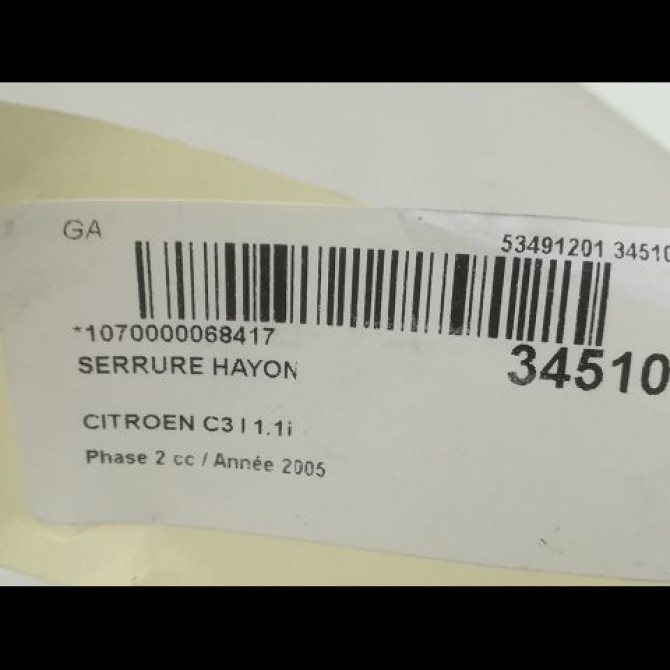 GA
53491201 34510
*1070000068417
34510
SERRURE HAYON
CITROEN C3 I 1.1i
Phase 2 cc / Année 2005